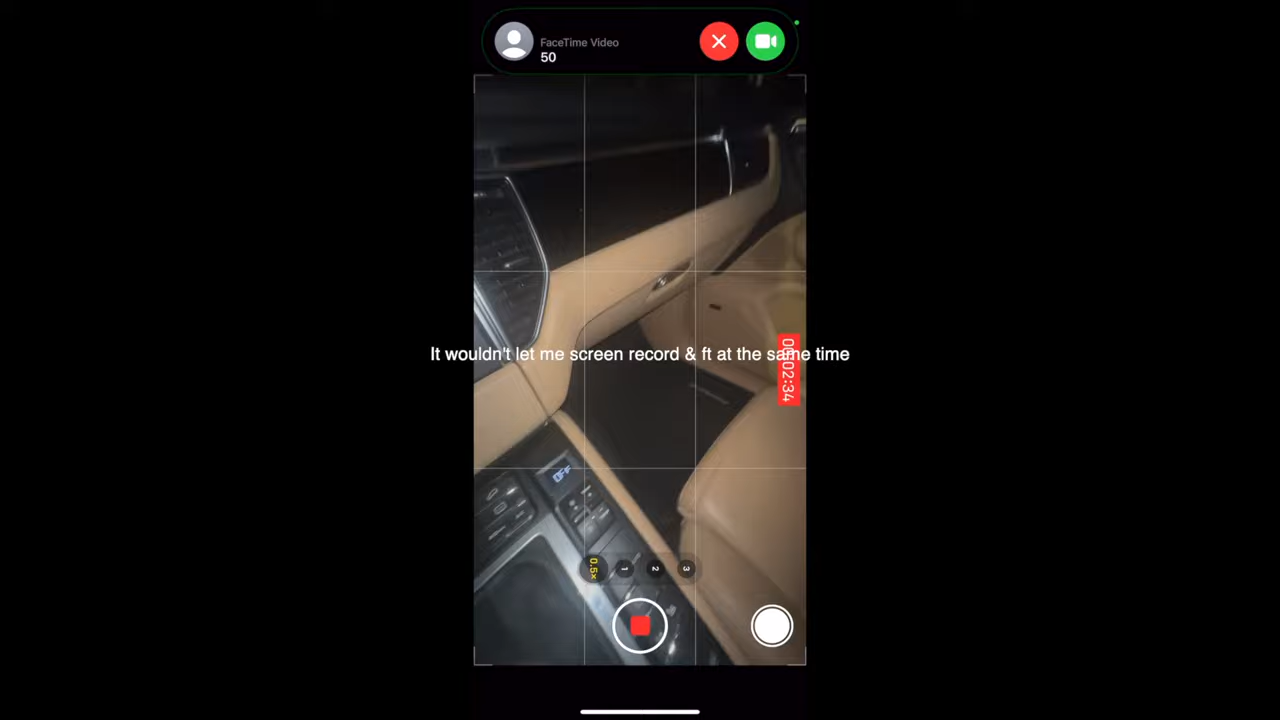 FaceTime Video
50
It wouldn't let me screen record & ft at the same time
00:02:34
OFF
0.5×
1
2
3